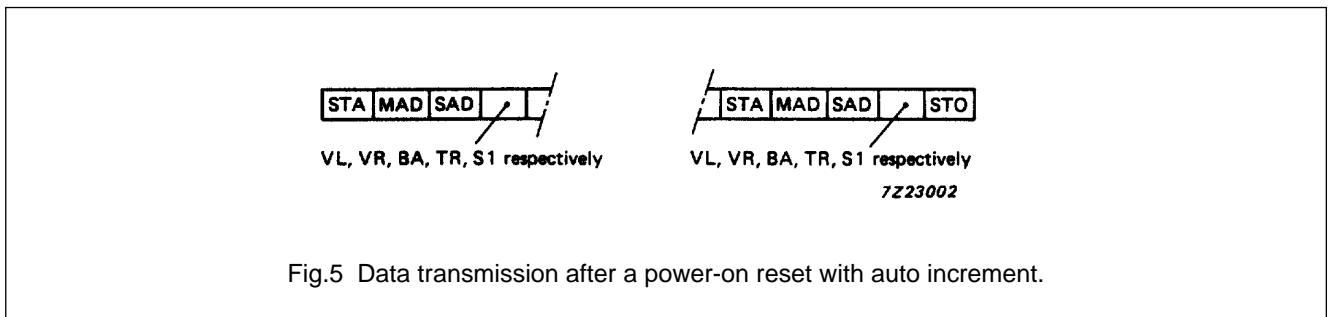 STA MAD SAD STA MAD SAD STO
VL, VR, BA, TR, S1 respectively VL, VR, BA, TR, S1 respectively
7Z23002
Fig.5 Data transmission after a power-on reset with auto increment.